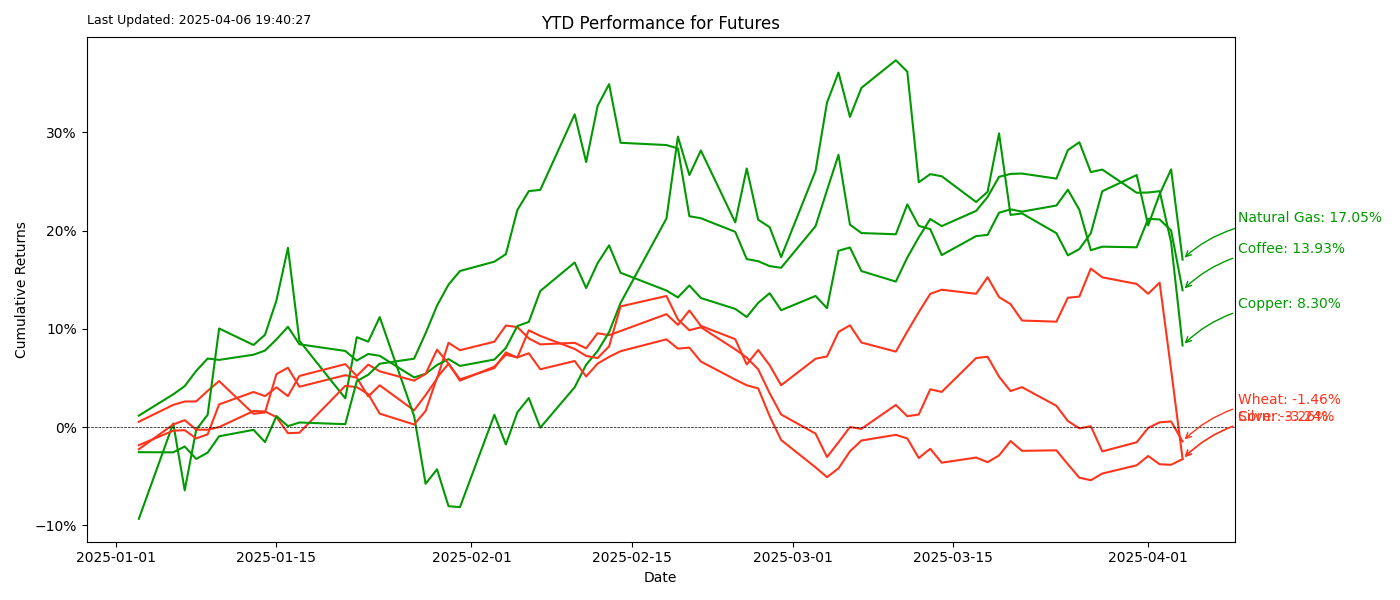 Last Updated: 2025-04-06 19:40:27
YTD Performance for Futures
Cumulative Returns
30%
20%
10%
0%
−10%
2025-01-01
2025-01-15
2025-02-01
2025-02-15
2025-03-01
2025-03-15
2025-04-01
Date
Natural Gas: 17.05%
Coffee: 13.93%
Copper: 8.30%
Wheat: -1.46%